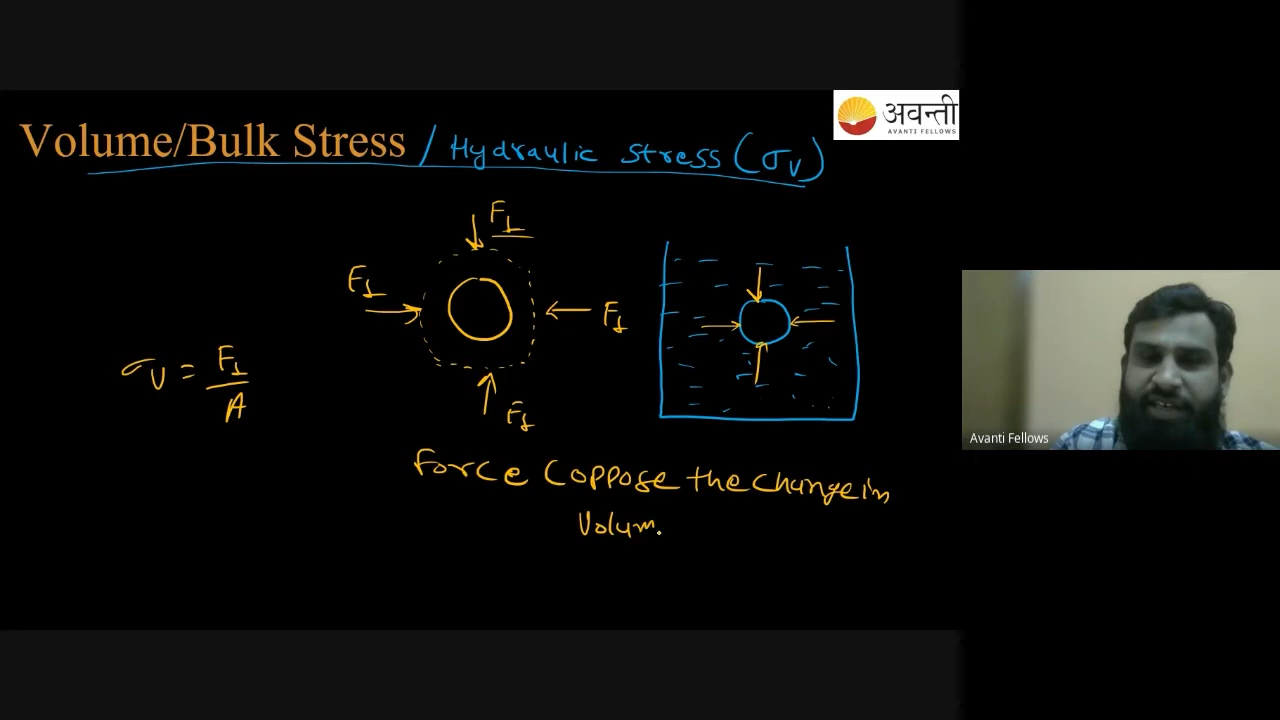 Volume/Bulk Stress / Hydraulic stress (σv)
अवन्ती
AVANTI FELLOWS
F⊥
F⊥
F⊥
σv = F⊥/A
F⊥
Force (oppose the change in
Volum.
Avanti Fellows